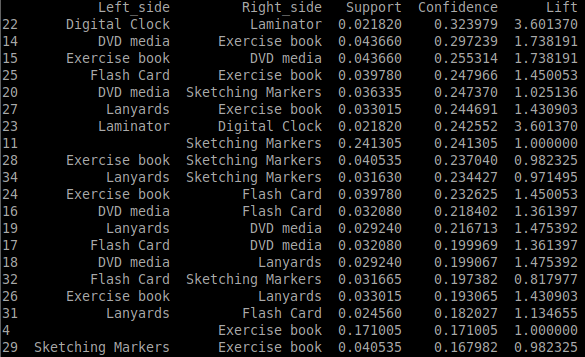 Left_side Right_side Support Confidence Lift
22 Digital Clock Laminator 0.021820 0.323979 3.601370
14 DVD media Exercise book 0.043660 0.297239 1.738191
15 Exercise book DVD media 0.043660 0.255314 1.738191
25 Flash Card Exercise book 0.039780 0.247966 1.450053
20 DVD media Sketching Markers 0.036335 0.247370 1.025136
27 Lanyards Exercise book 0.033015 0.244691 1.430903
23 Laminator Digital Clock 0.021820 0.242552 3.601370
11 Sketching Markers 0.241305 0.241305 1.000000
28 Exercise book Sketching Markers 0.040535 0.237040 0.982325
34 Lanyards Sketching Markers 0.031630 0.234427 0.971495
24 Exercise book Flash Card 0.039780 0.232625 1.450053
16 DVD media Flash Card 0.032080 0.218402 1.361397
19 Lanyards DVD media 0.029240 0.216713 1.475392
17 Flash Card DVD media 0.032080 0.199969 1.361397
18 DVD media Lanyards 0.029240 0.199067 1.475392
32 Flash Card Sketching Markers 0.031665 0.197382 0.817977
26 Exercise book Lanyards 0.033015 0.193065 1.430903
31 Lanyards Flash Card 0.024560 0.182027 1.134655
4 Exercise book 0.171005 0.171005 1.000000
29 Sketching Markers Exercise book 0.040535 0.167982 0.982325